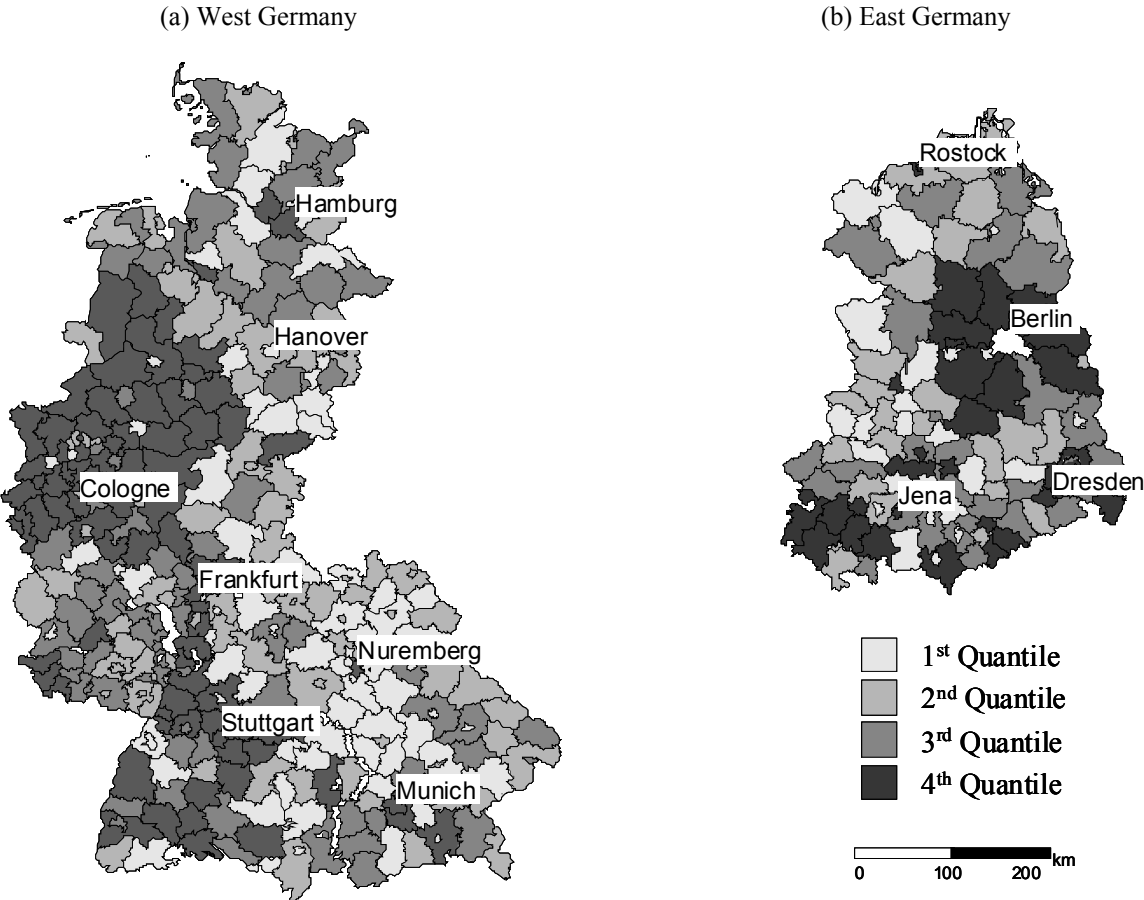 (a) West Germany
(b) East Germany
Hamburg
Hanover
Cologne
Frankfurt
Nuremberg
Stuttgart
Munich
Rostock
Berlin
Dresden
Jena
1st Quantile
2nd Quantile
3rd Quantile
4th Quantile
km
0 100 200